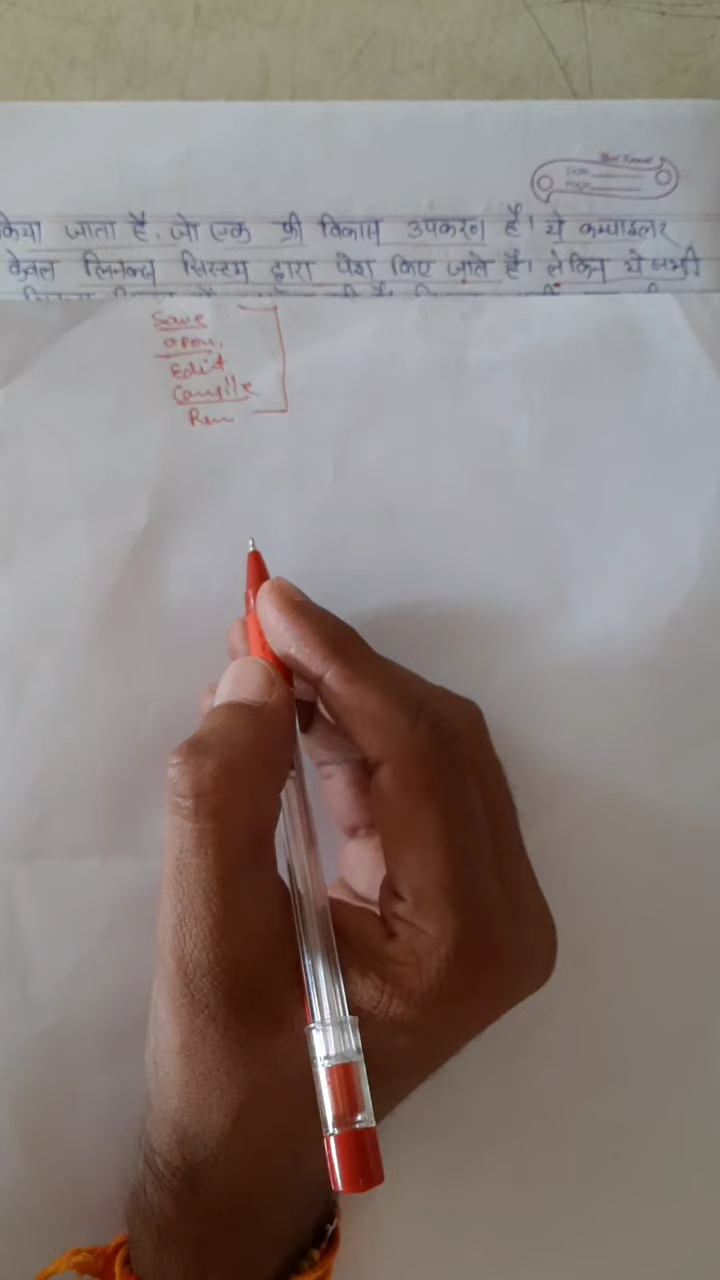 किया जाता है, जो एक फ्री विकास उपकरण है। ये कम्पाइलर
केवल लिनक्स सिस्टम द्वारा पेश किए जाते हैं। लेकिन ये सभी
Save
open.
Edit
Compile
Run